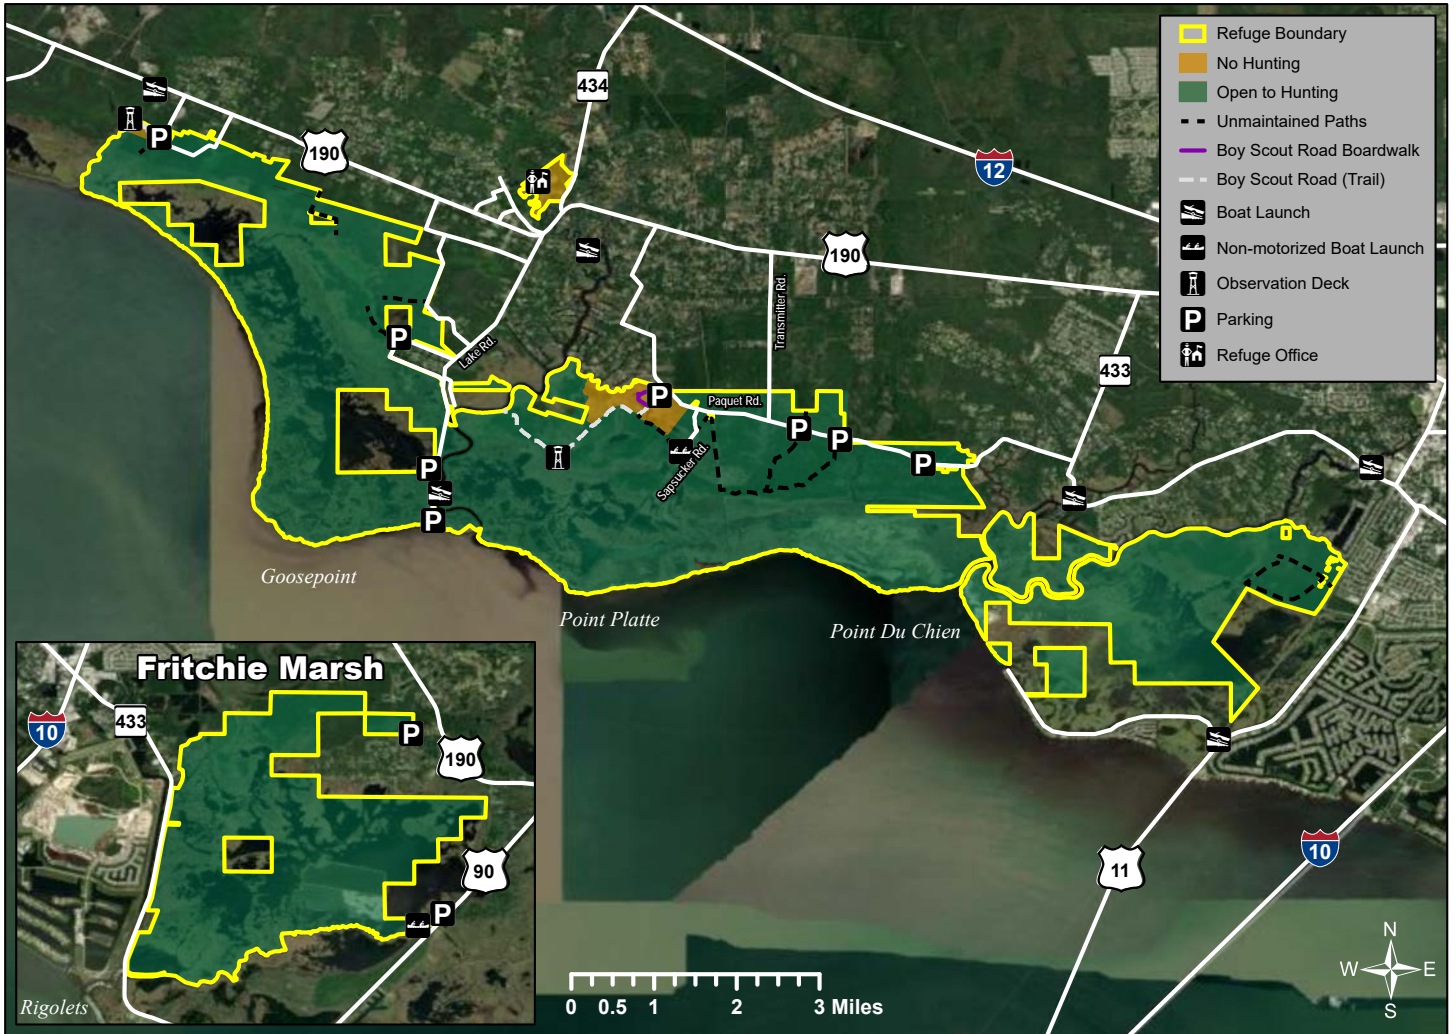 Refuge Boundary
No Hunting
Open to Hunting
Unmaintained Paths
Boy Scout Road Boardwalk
Boy Scout Road (Trail)
Boat Launch
Non-motorized Boat Launch
Observation Deck
P Parking
Refuge Office
434
190
12
P
190
Transmitter Rd.
433
P
Lake Rd.
P
Paquet Rd.
P
P
P
P
Sapsucker Rd.
P
Goosepoint
Point Platte
Point Du Chien
Fritchie Marsh
10
433
P
190
90
P
Rigolets
11
10
0 0.5 1 2 3 Miles
N
W E
S